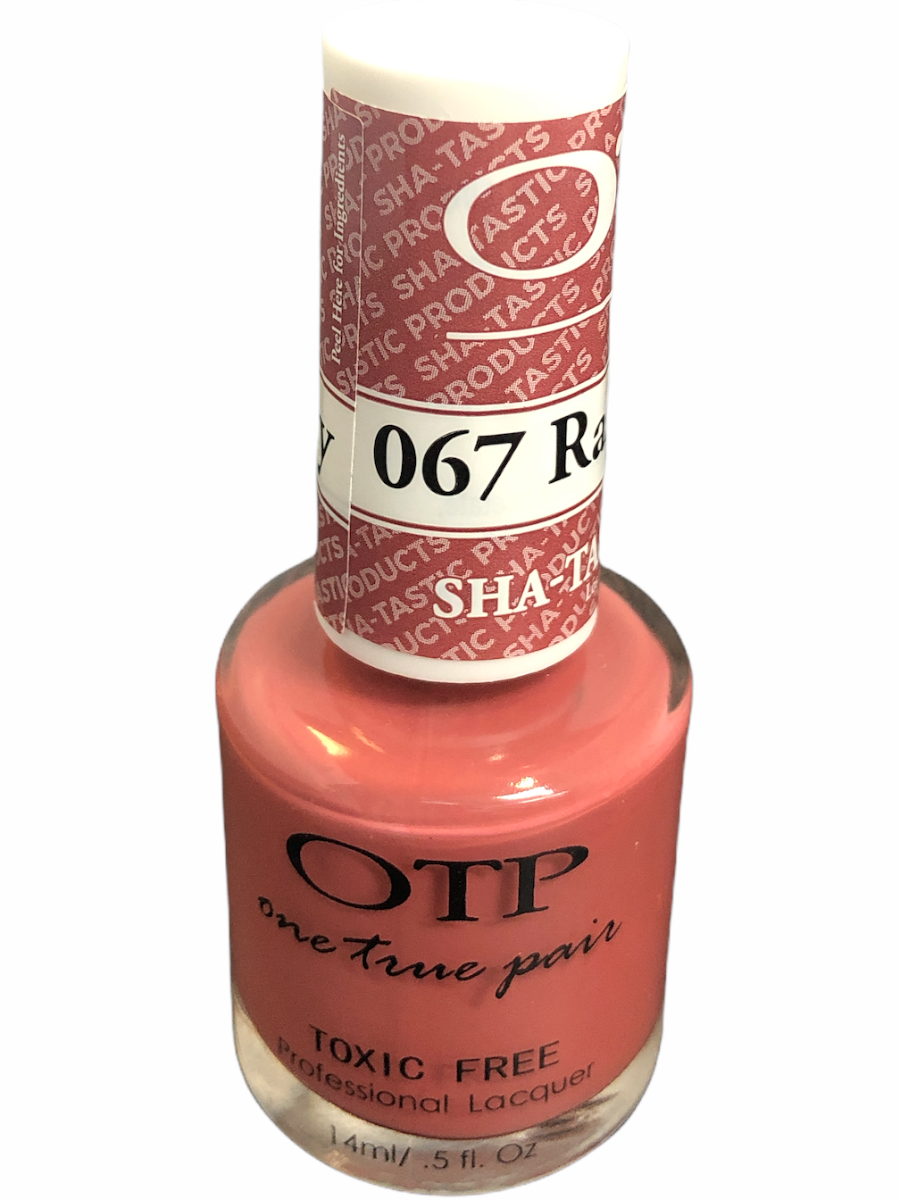 Peel Here for Ingredients
O
y 067 Ra
SHA-TA
OTP
one true pair
TOXIC FREE
Professional Lacquer
14ml/ .5 fl. Oz
SHA-TASTIC PRODUCTS